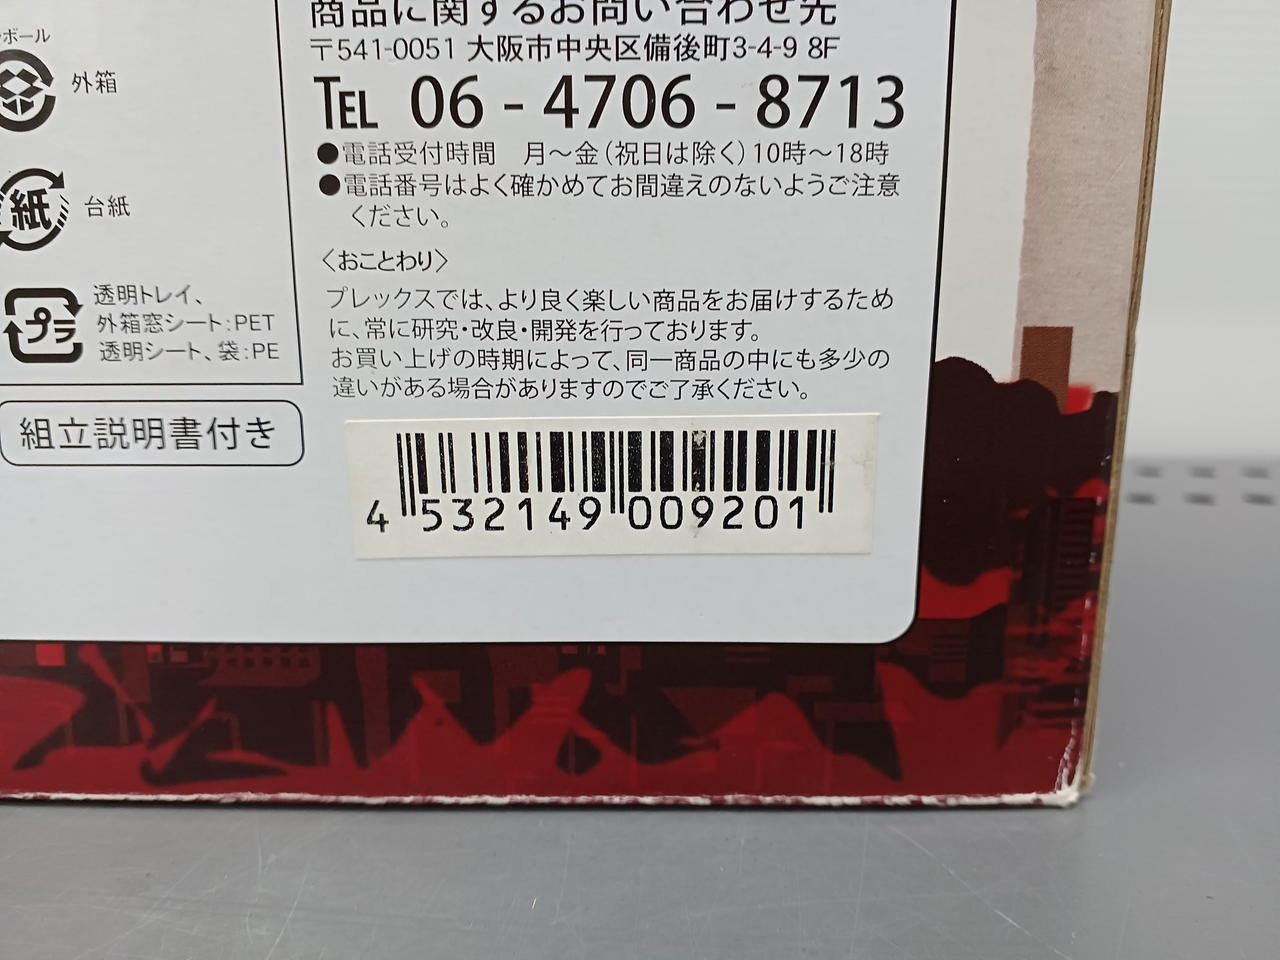 商品に関するお問い合わせ先
〒541-0051 大阪市中央区備後町3-4-9 8F
TEL 06-4706-8713
●電話受付時間 月～金(祝日は除く)10時～18時
●電話番号はよく確かめてお間違えのないようご注意
ください。
〈おことわり〉
プレックスでは、より良く楽しい商品をお届けするため
に、常に研究・改良・開発を行っております。
お買い上げの時期によって、同一商品の中にも多少の
違いがある場合がありますのでご了承ください。
ボール
外箱
紙
台紙
プラ
透明トレイ、
外箱窓シート:PET
透明シート、袋:PE
組立説明書付き
4 532149 009201